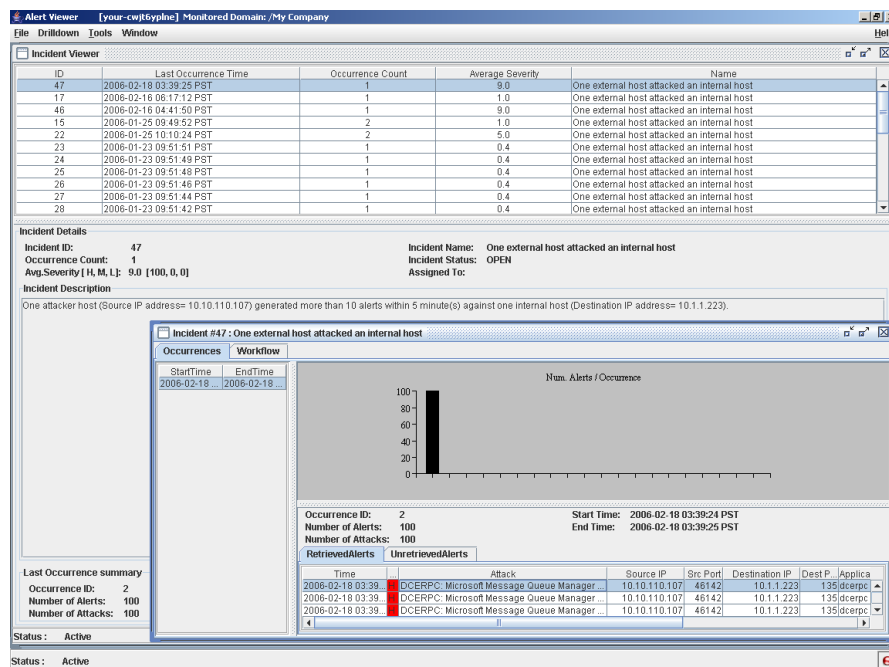 Alert Viewer [your-cwjt6yplne] Monitored Domain: /My Company
File Drilldown Tools Window Hel
Incident Viewer
ID Last Occurrence Time Occurrence Count Average Severity Name
47 2006-02-18 03:39:25 PST 1 9.0 One external host attacked an internal host
17 2006-02-16 06:17:12 PST 1 1.0 One external host attacked an internal host
46 2006-02-16 04:41:50 PST 1 9.0 One external host attacked an internal host
15 2006-01-25 09:49:52 PST 2 1.0 One external host attacked an internal host
22 2006-01-25 10:10:24 PST 2 5.0 One external host attacked an internal host
23 2006-01-23 09:51:51 PST 1 0.4 One external host attacked an internal host
24 2006-01-23 09:51:49 PST 1 0.4 One external host attacked an internal host
25 2006-01-23 09:51:48 PST 1 0.4 One external host attacked an internal host
26 2006-01-23 09:51:46 PST 1 0.4 One external host attacked an internal host
27 2006-01-23 09:51:44 PST 1 0.4 One external host attacked an internal host
28 2006-01-23 09:51:42 PST 1 0.4 One external host attacked an internal host
Incident Details
Incident ID: 47 Incident Name: One external host attacked an internal host
Occurrence Count: 1 Incident Status: OPEN
Avg.Severity [ H, M, L]: 9.0 [100, 0, 0] Assigned To:
Incident Description
One attacker host (Source IP address= 10.10.110.107) generated more than 10 alerts within 5 minute(s) against one internal host (Destination IP address= 10.1.1.223).
Incident #47 : One external host attacked an internal host
Occurrences Workflow
StartTime EndTime
2006-02-18 ... 2006-02-18 ...
Num. Alerts / Occurrence
100
80
60
40
20
0
Occurrence ID: 2 Start Time: 2006-02-18 03:39:24 PST
Number of Alerts: 100 End Time: 2006-02-18 03:39:25 PST
Number of Attacks: 100
RetrievedAlerts UnretrievedAlerts
Time ... Attack Source IP Src Port Destination IP Dest P... Applica
2006-02-18 03:39... H DCERPC: Microsoft Message Queue Manager ... 10.10.110.107 46142 10.1.1.223 135 dcerpc
2006-02-18 03:39... H DCERPC: Microsoft Message Queue Manager ... 10.10.110.107 46142 10.1.1.223 135 dcerpc
2006-02-18 03:39... H DCERPC: Microsoft Message Queue Manager ... 10.10.110.107 46142 10.1.1.223 135 dcerpc
Last Occurrence summary
Occurrence ID: 2
Number of Alerts: 100
Number of Attacks: 100
Status : Active
Status : Active